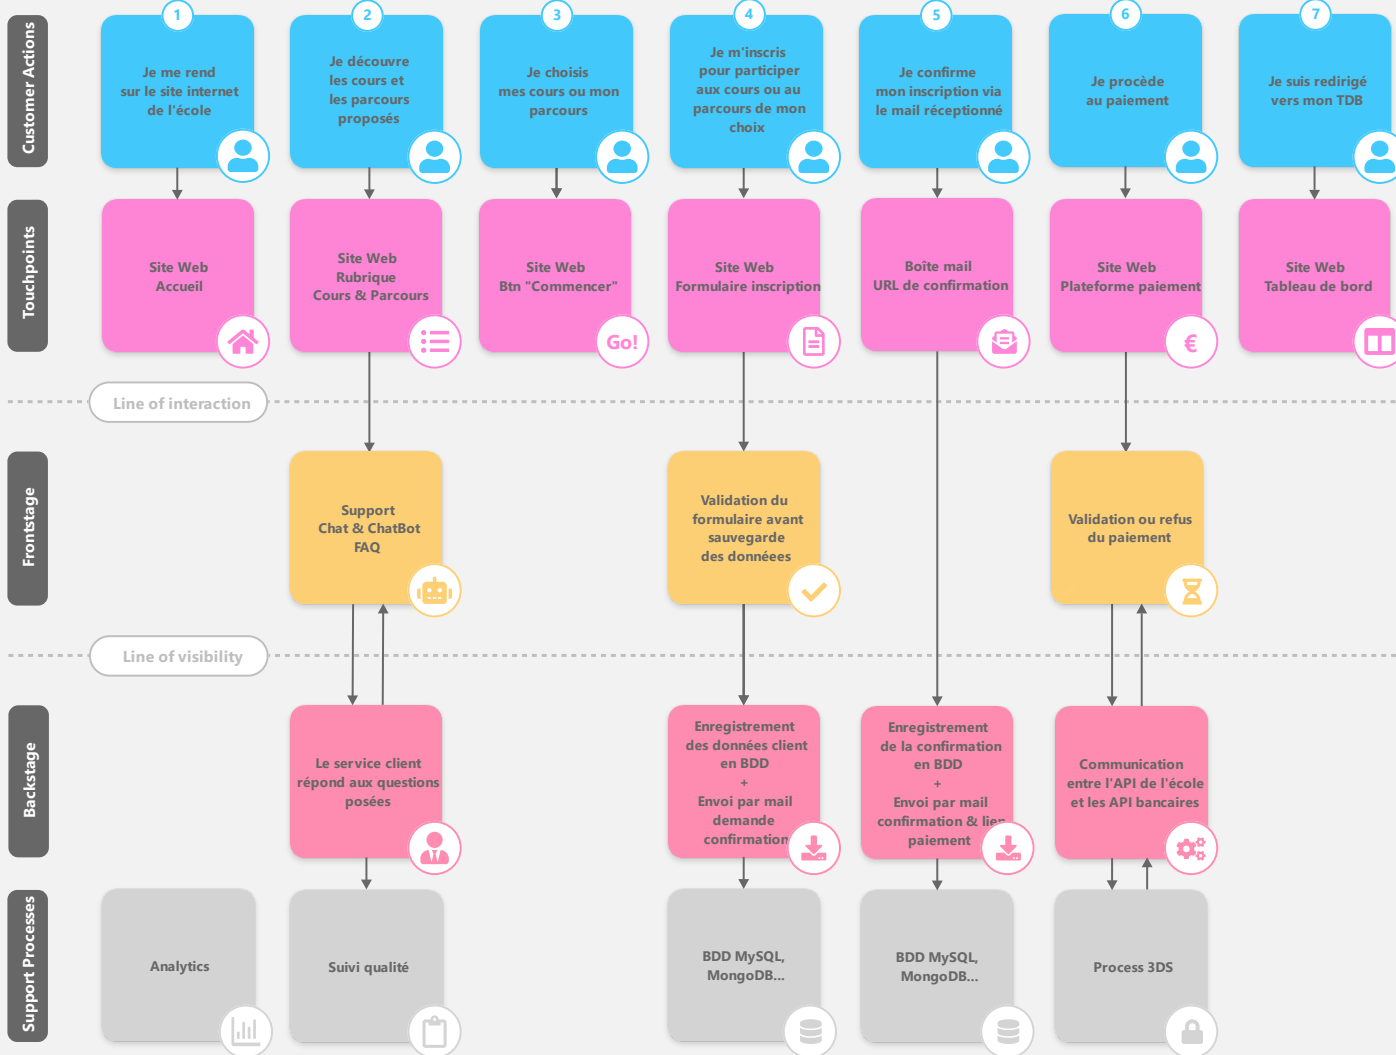 Customer Actions
1
Je me rend
sur le site internet
de l'école
2
Je découvre
les cours et
les parcours
proposés
3
Je choisis
mes cours ou mon
parcours
4
Je m'inscris
pour participer
aux cours ou au
parcours de mon
choix
5
Je confirme
mon inscription via
le mail réceptionné
6
Je procède
au paiement
7
Je suis redirigé
vers mon TDB
Touchpoints
Site Web
Accueil
Site Web
Rubrique
Cours & Parcours
Site Web
Btn "Commencer"
Go!
Site Web
Formulaire inscription
Boîte mail
URL de confirmation
Site Web
Plateforme paiement
€
Site Web
Tableau de bord
Line of interaction
Frontstage
Support
Chat & ChatBot
FAQ
Validation du
formulaire avant
sauvegarde
des donnéees
Validation ou refus
du paiement
Line of visibility
Backstage
Le service client
répond aux questions
posées
Enregistrement
des données client
en BDD
+
Envoi par mail
demande
confirmation
Enregistrement
de la confirmation
en BDD
+
Envoi par mail
confirmation & lien
paiement
Communication
entre l'API de l'école
et les API bancaires
Support Processes
Analytics
Suivi qualité
BDD MySQL,
MongoDB...
BDD MySQL,
MongoDB...
Process 3DS